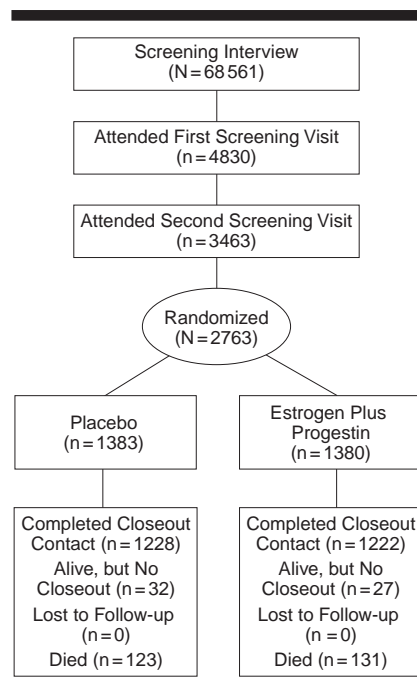 Screening Interview
(N=68 561)
Attended First Screening Visit
(n=4830)
Attended Second Screening Visit
(n=3463)
Randomized
(N=2763)
Placebo
(n=1383)
Estrogen Plus
Progestin
(n=1380)
Completed Closeout
Contact (n=1228)
Alive, but No
Closeout (n=32)
Lost to Follow-up
(n=0)
Died (n=123)
Completed Closeout
Contact (n=1222)
Alive, but No
Closeout (n=27)
Lost to Follow-up
(n=0)
Died (n=131)